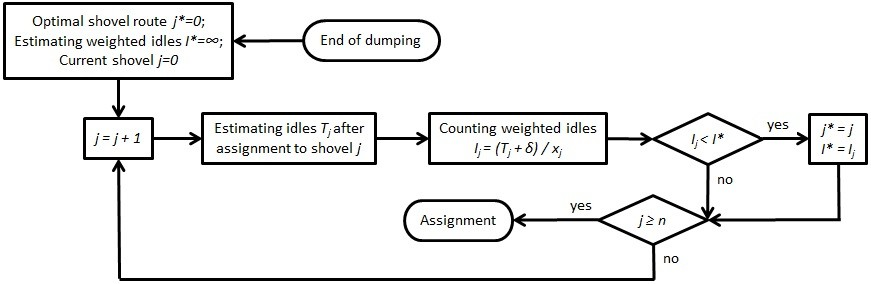 Optimal shovel route j*=0;
Estimating weighted idles I*=∞;
Current shovel j=0
End of dumping
j = j + 1
Estimating idles Tj after
assignment to shovel j
Counting weighted idles
Ij = (Tj + δ) / xj
Ij < I*
yes
j* = j
I* = Ij
no
Assignment
yes
j ≥ n
no